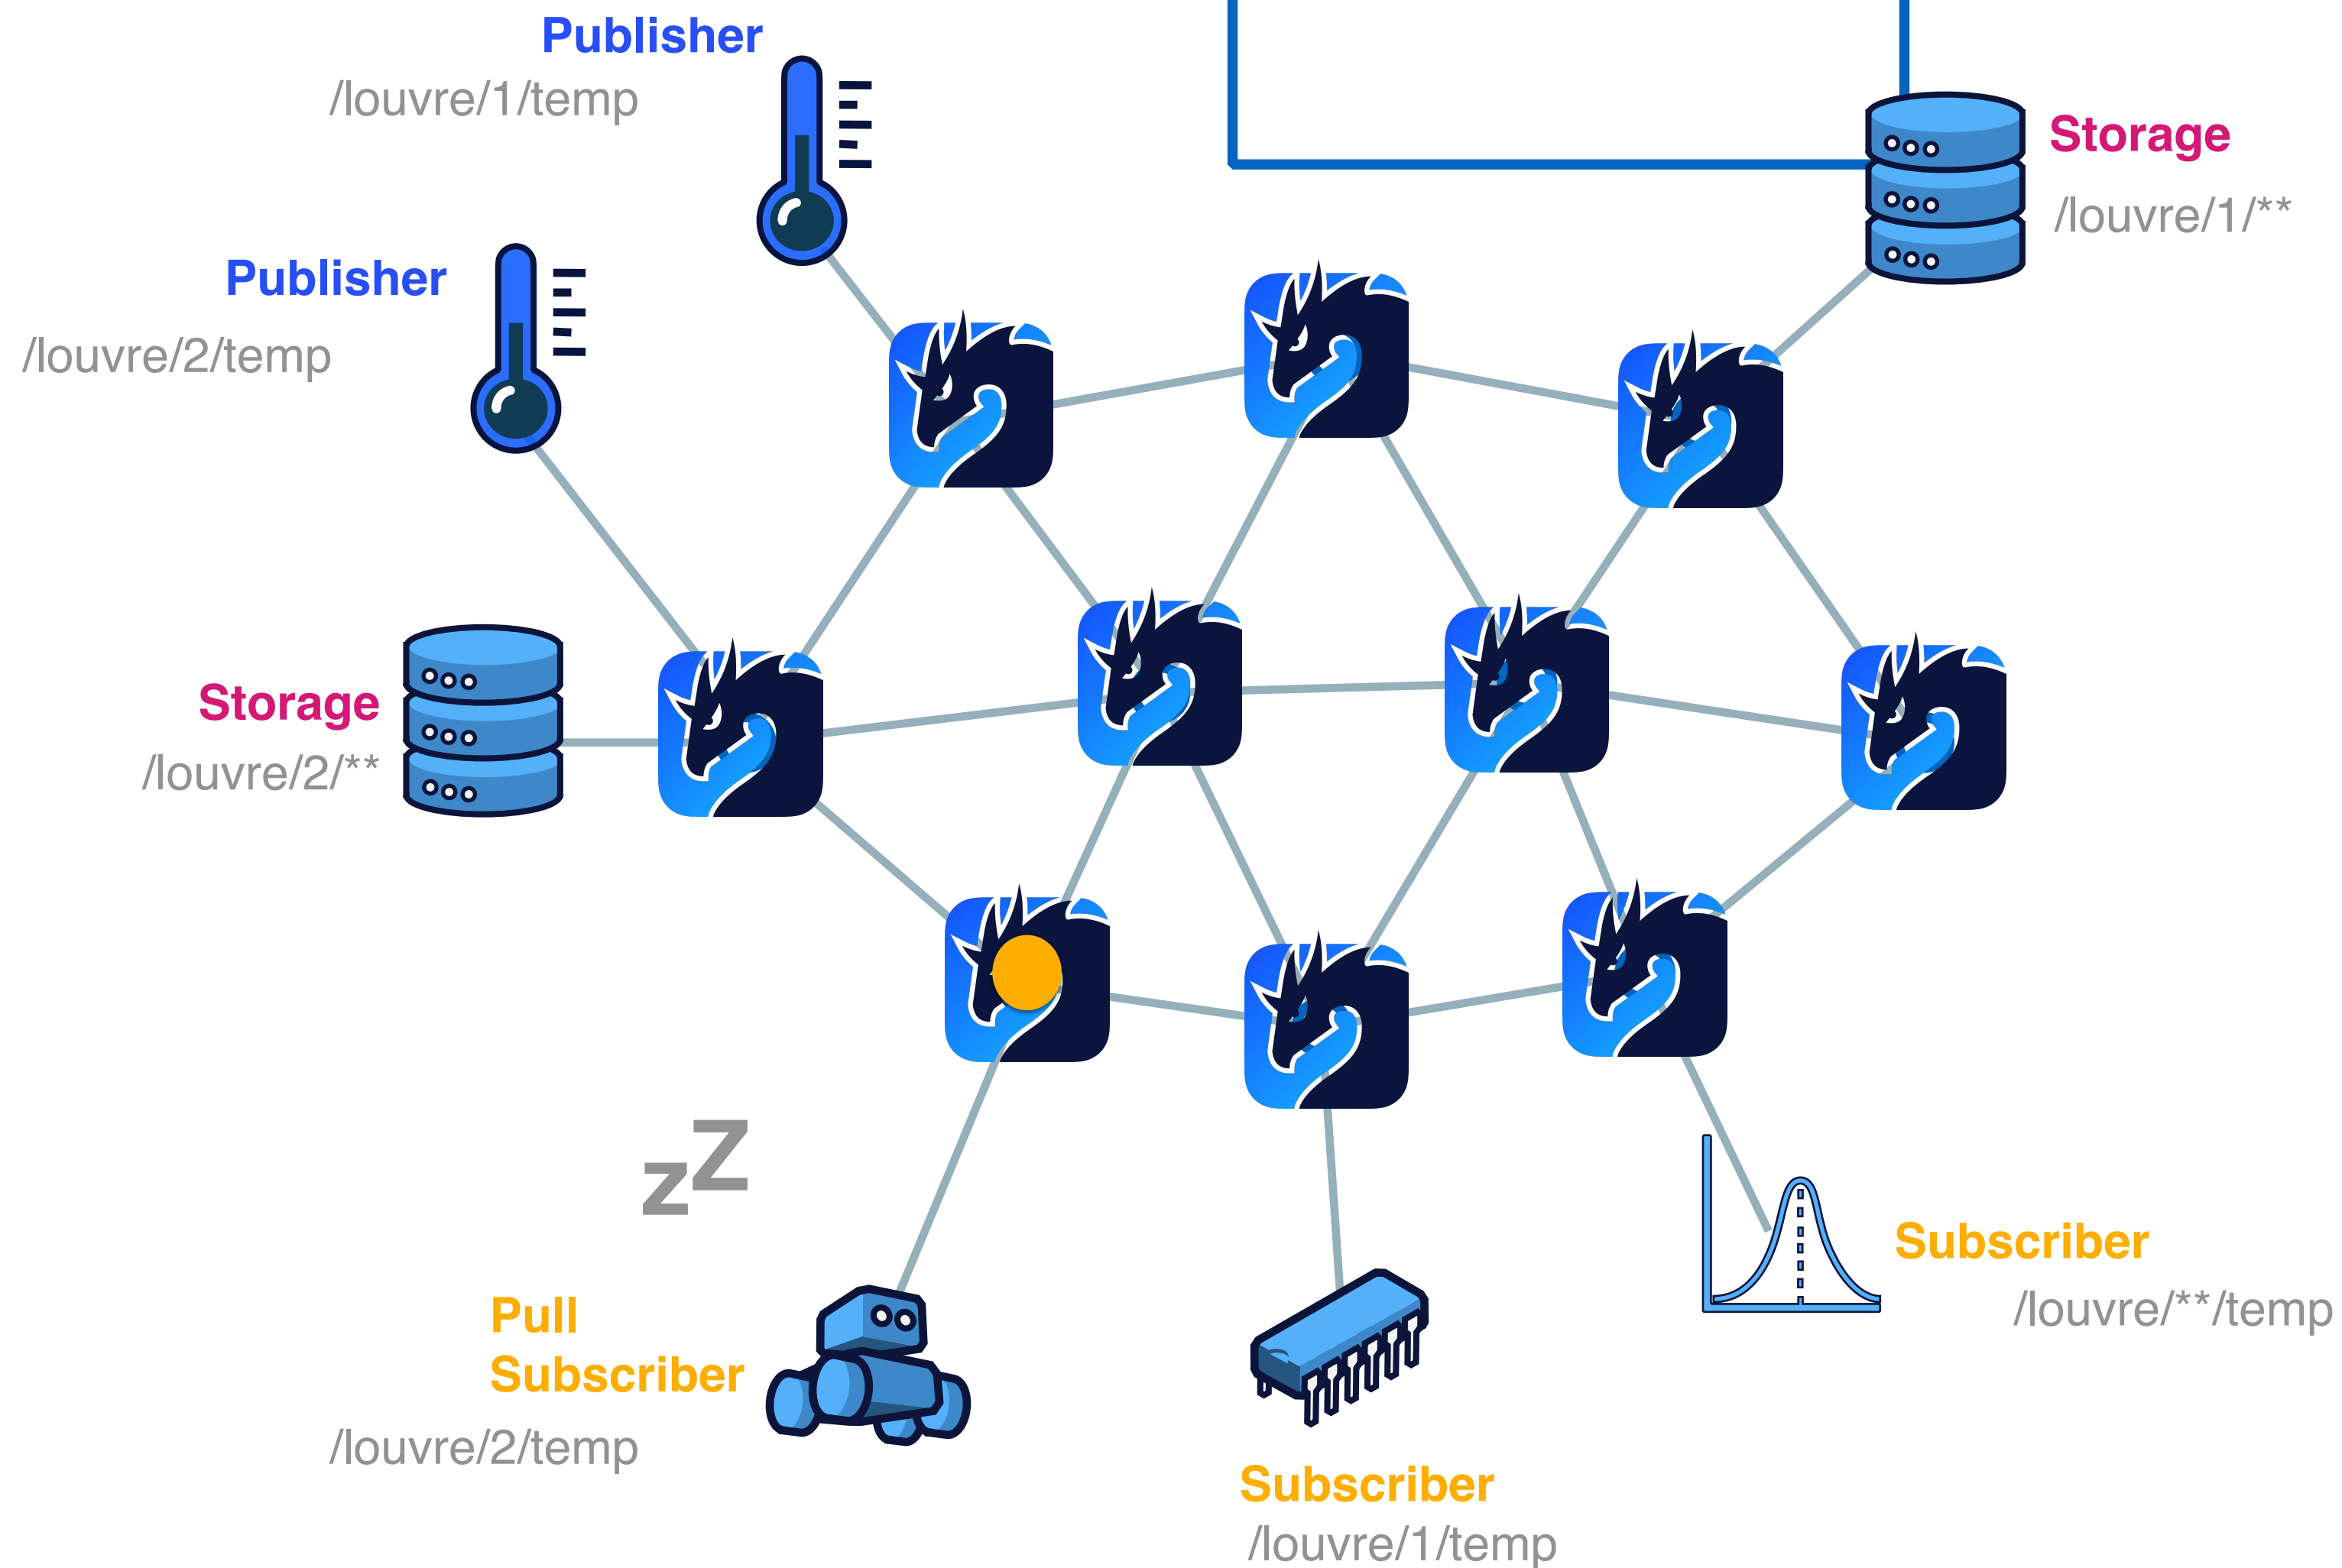 Publisher
/louvre/1/temp
Storage
/louvre/1/**
Publisher
/louvre/2/temp
Storage
/louvre/2/**
zZ
Pull
Subscriber
/louvre/2/temp
Subscriber
/louvre/**/temp
Subscriber
/louvre/1/temp